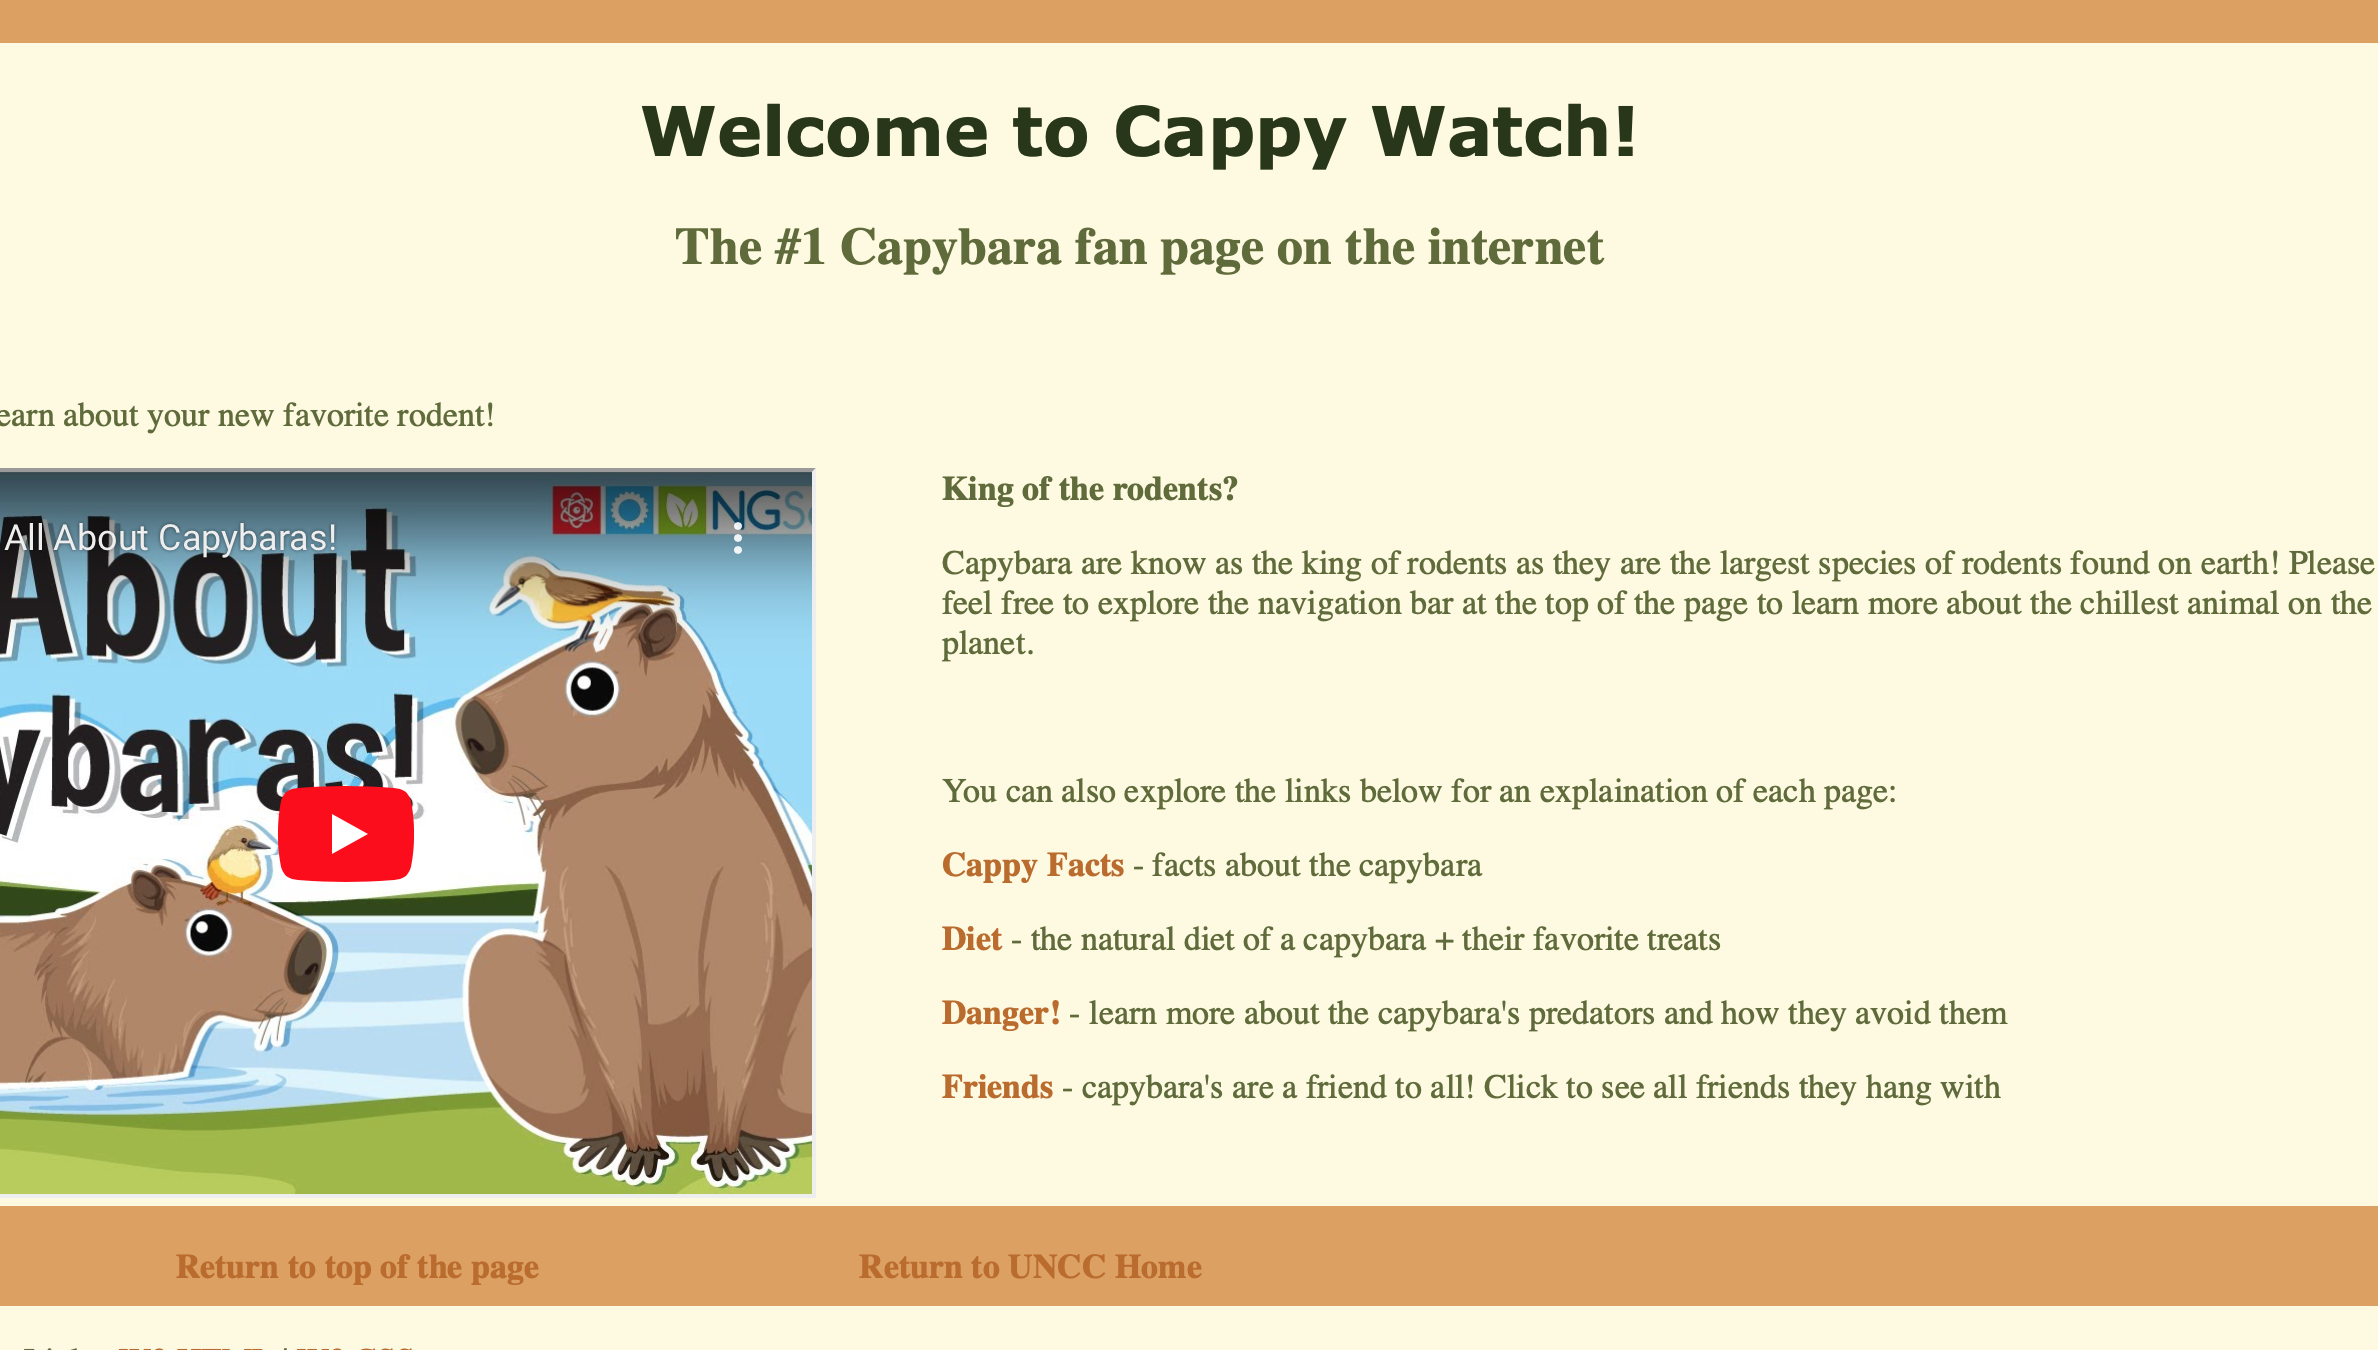 Welcome to Cappy Watch!
The #1 Capybara fan page on the internet
earn about your new favorite rodent!
All About Capybaras!
NGSc
About
ybaras!
King of the rodents?
Capybara are know as the king of rodents as they are the largest species of rodents found on earth! Please
feel free to explore the navigation bar at the top of the page to learn more about the chillest animal on the
planet.
You can also explore the links below for an explaination of each page:
Cappy Facts - facts about the capybara
Diet - the natural diet of a capybara + their favorite treats
Danger! - learn more about the capybara's predators and how they avoid them
Friends - capybara's are a friend to all! Click to see all friends they hang with
Return to top of the page
Return to UNCC Home